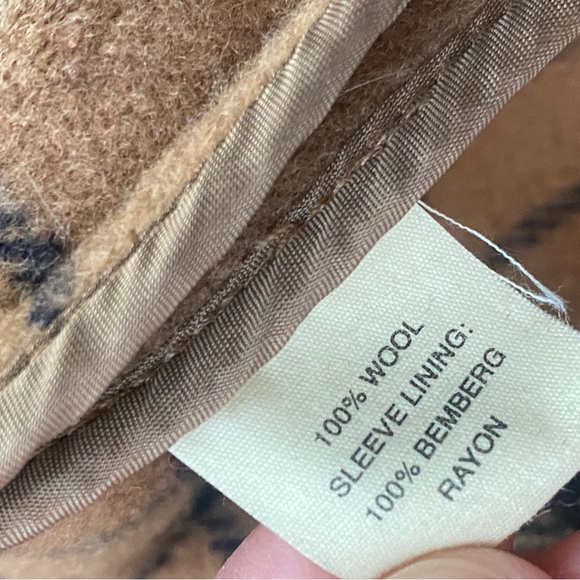 100% WOOL
SLEEVE LINING:
100% BEMBERG
RAYON